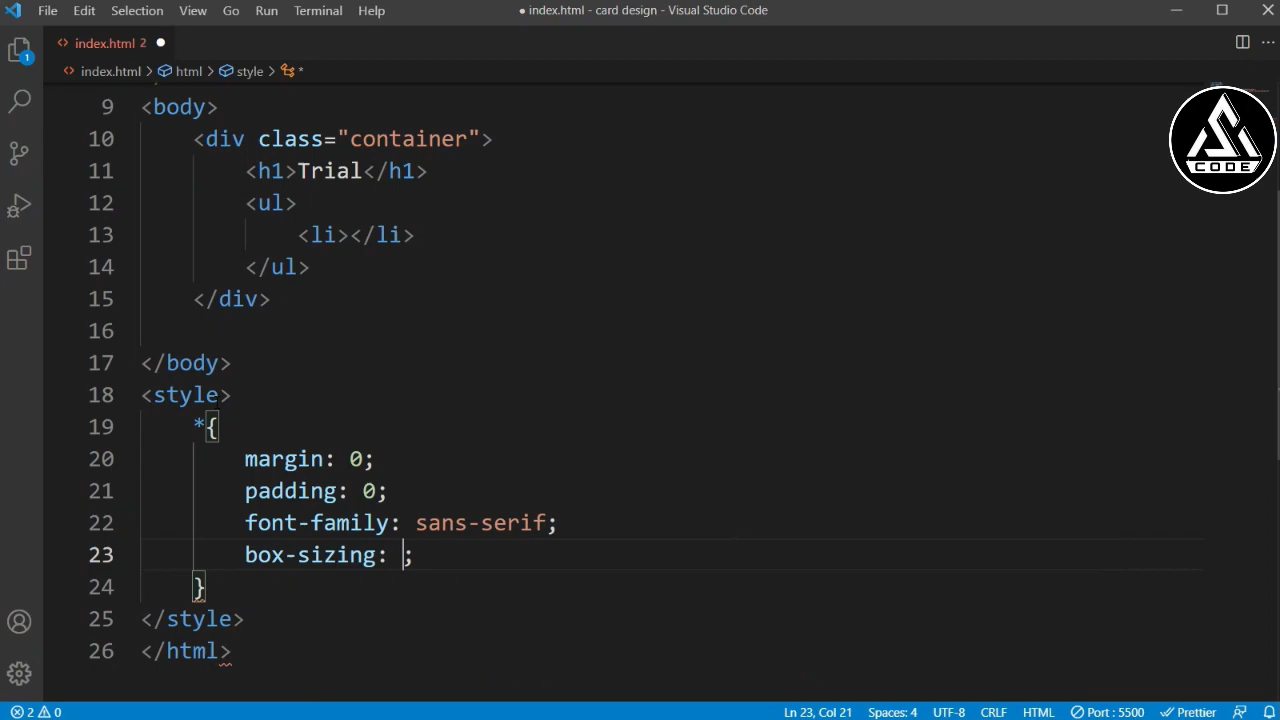 File Edit Selection View Go Run Terminal Help ● index.html - card design - Visual Studio Code
<> index.html 2 ●
<> index.html > html > style > *
1
CODE
9 <body>
10     <div class="container">
11         <h1>Trial</h1>
12         <ul>
13             <li></li>
14         </ul>
15     </div>
16
17 </body>
18 <style>
19     *{
20         margin: 0;
21         padding: 0;
22         font-family: sans-serif;
23         box-sizing: ;
24     }
25 </style>
26 </html>
2 0 Ln 23, Col 21 Spaces: 4 UTF-8 CRLF HTML Port : 5500 Prettier